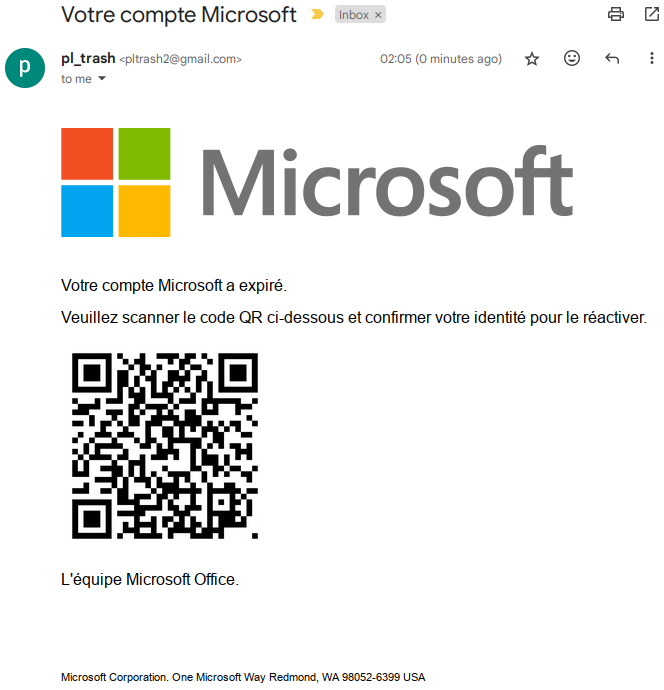 Votre compte Microsoft Inbox ×
p
pl_trash <pltrash2@gmail.com> 02:05 (0 minutes ago)
to me
Microsoft
Votre compte Microsoft a expiré.
Veuillez scanner le code QR ci-dessous et confirmer votre identité pour le réactiver.
L'équipe Microsoft Office.
Microsoft Corporation. One Microsoft Way Redmond, WA 98052-6399 USA